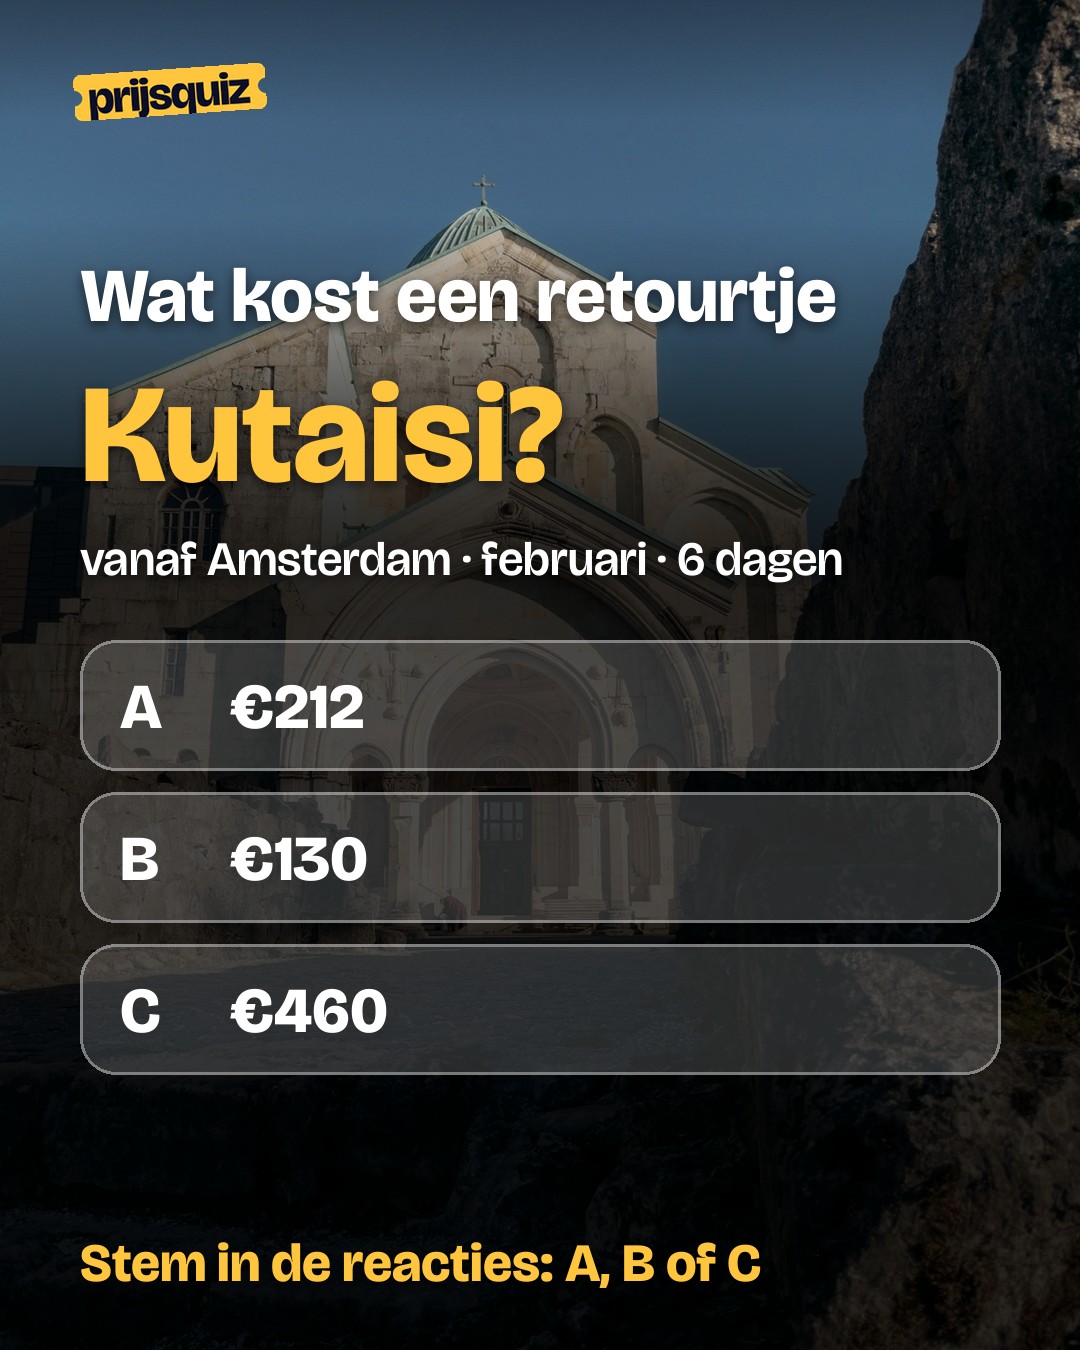 prijsquiz
Wat kost een retourtje
Kutaisi?
vanaf Amsterdam · februari · 6 dagen
A €212
B €130
C €460
Stem in de reacties: A, B of C